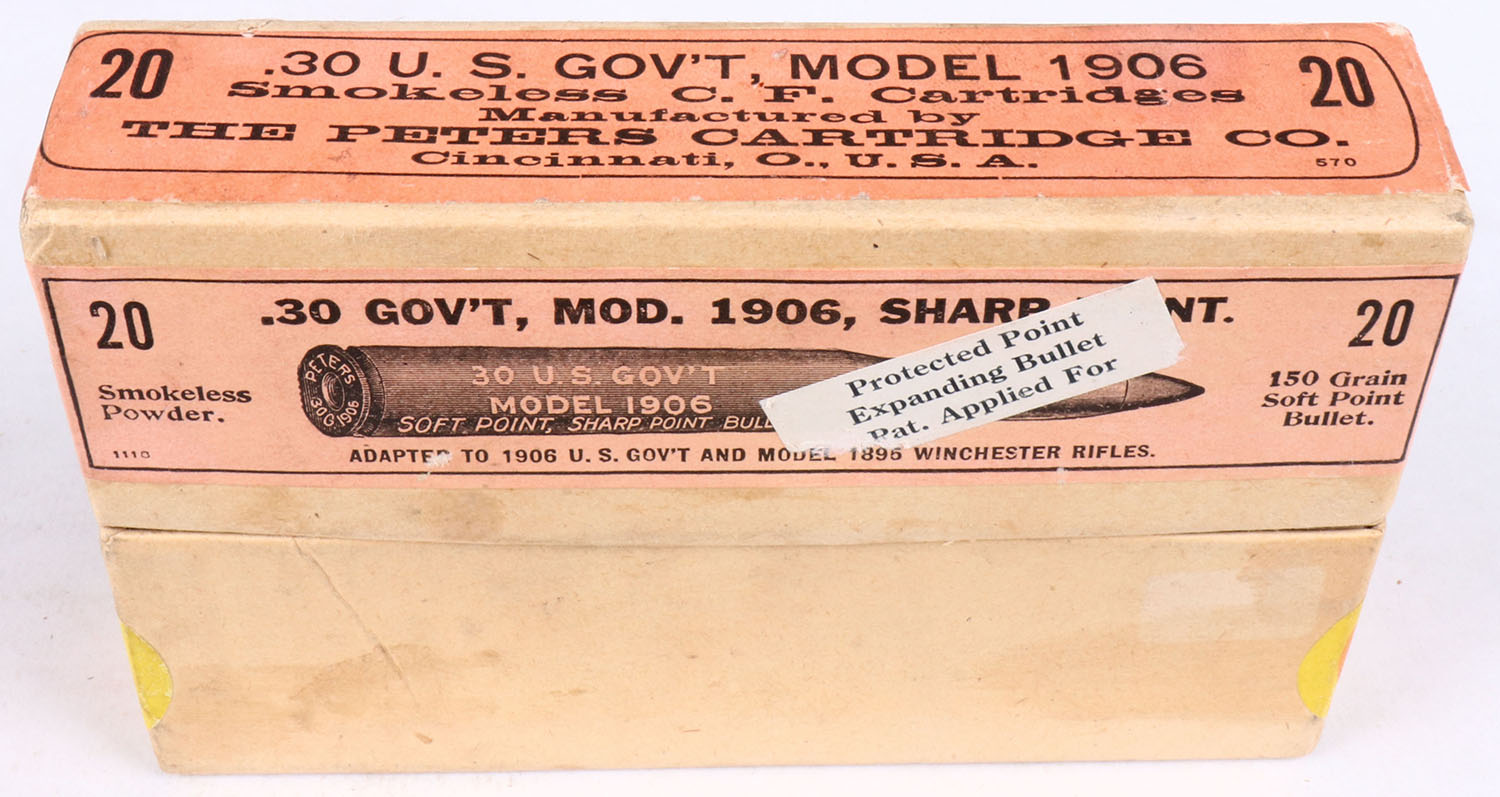 20 .30 U. S. GOV'T, MODEL 1906 20
Smokeless C. F. Cartridges
Manufactured by
THE PETERS CARTRIDGE CO.
Cincinnati, O., U. S. A.
570
20 .30 GOV'T, MOD. 1906, SHARP NT. 20
Smokeless
Powder.
1110
PETERS
30 G 1906
30 U. S. GOV'T
MODEL 1906
SOFT POINT, SHARP POINT BULL
Protected Point
Expanding Bullet
Pat. Applied For
150 Grain
Soft Point
Bullet.
ADAPTED TO 1906 U. S. GOV'T AND MODEL 1895 WINCHESTER RIFLES.